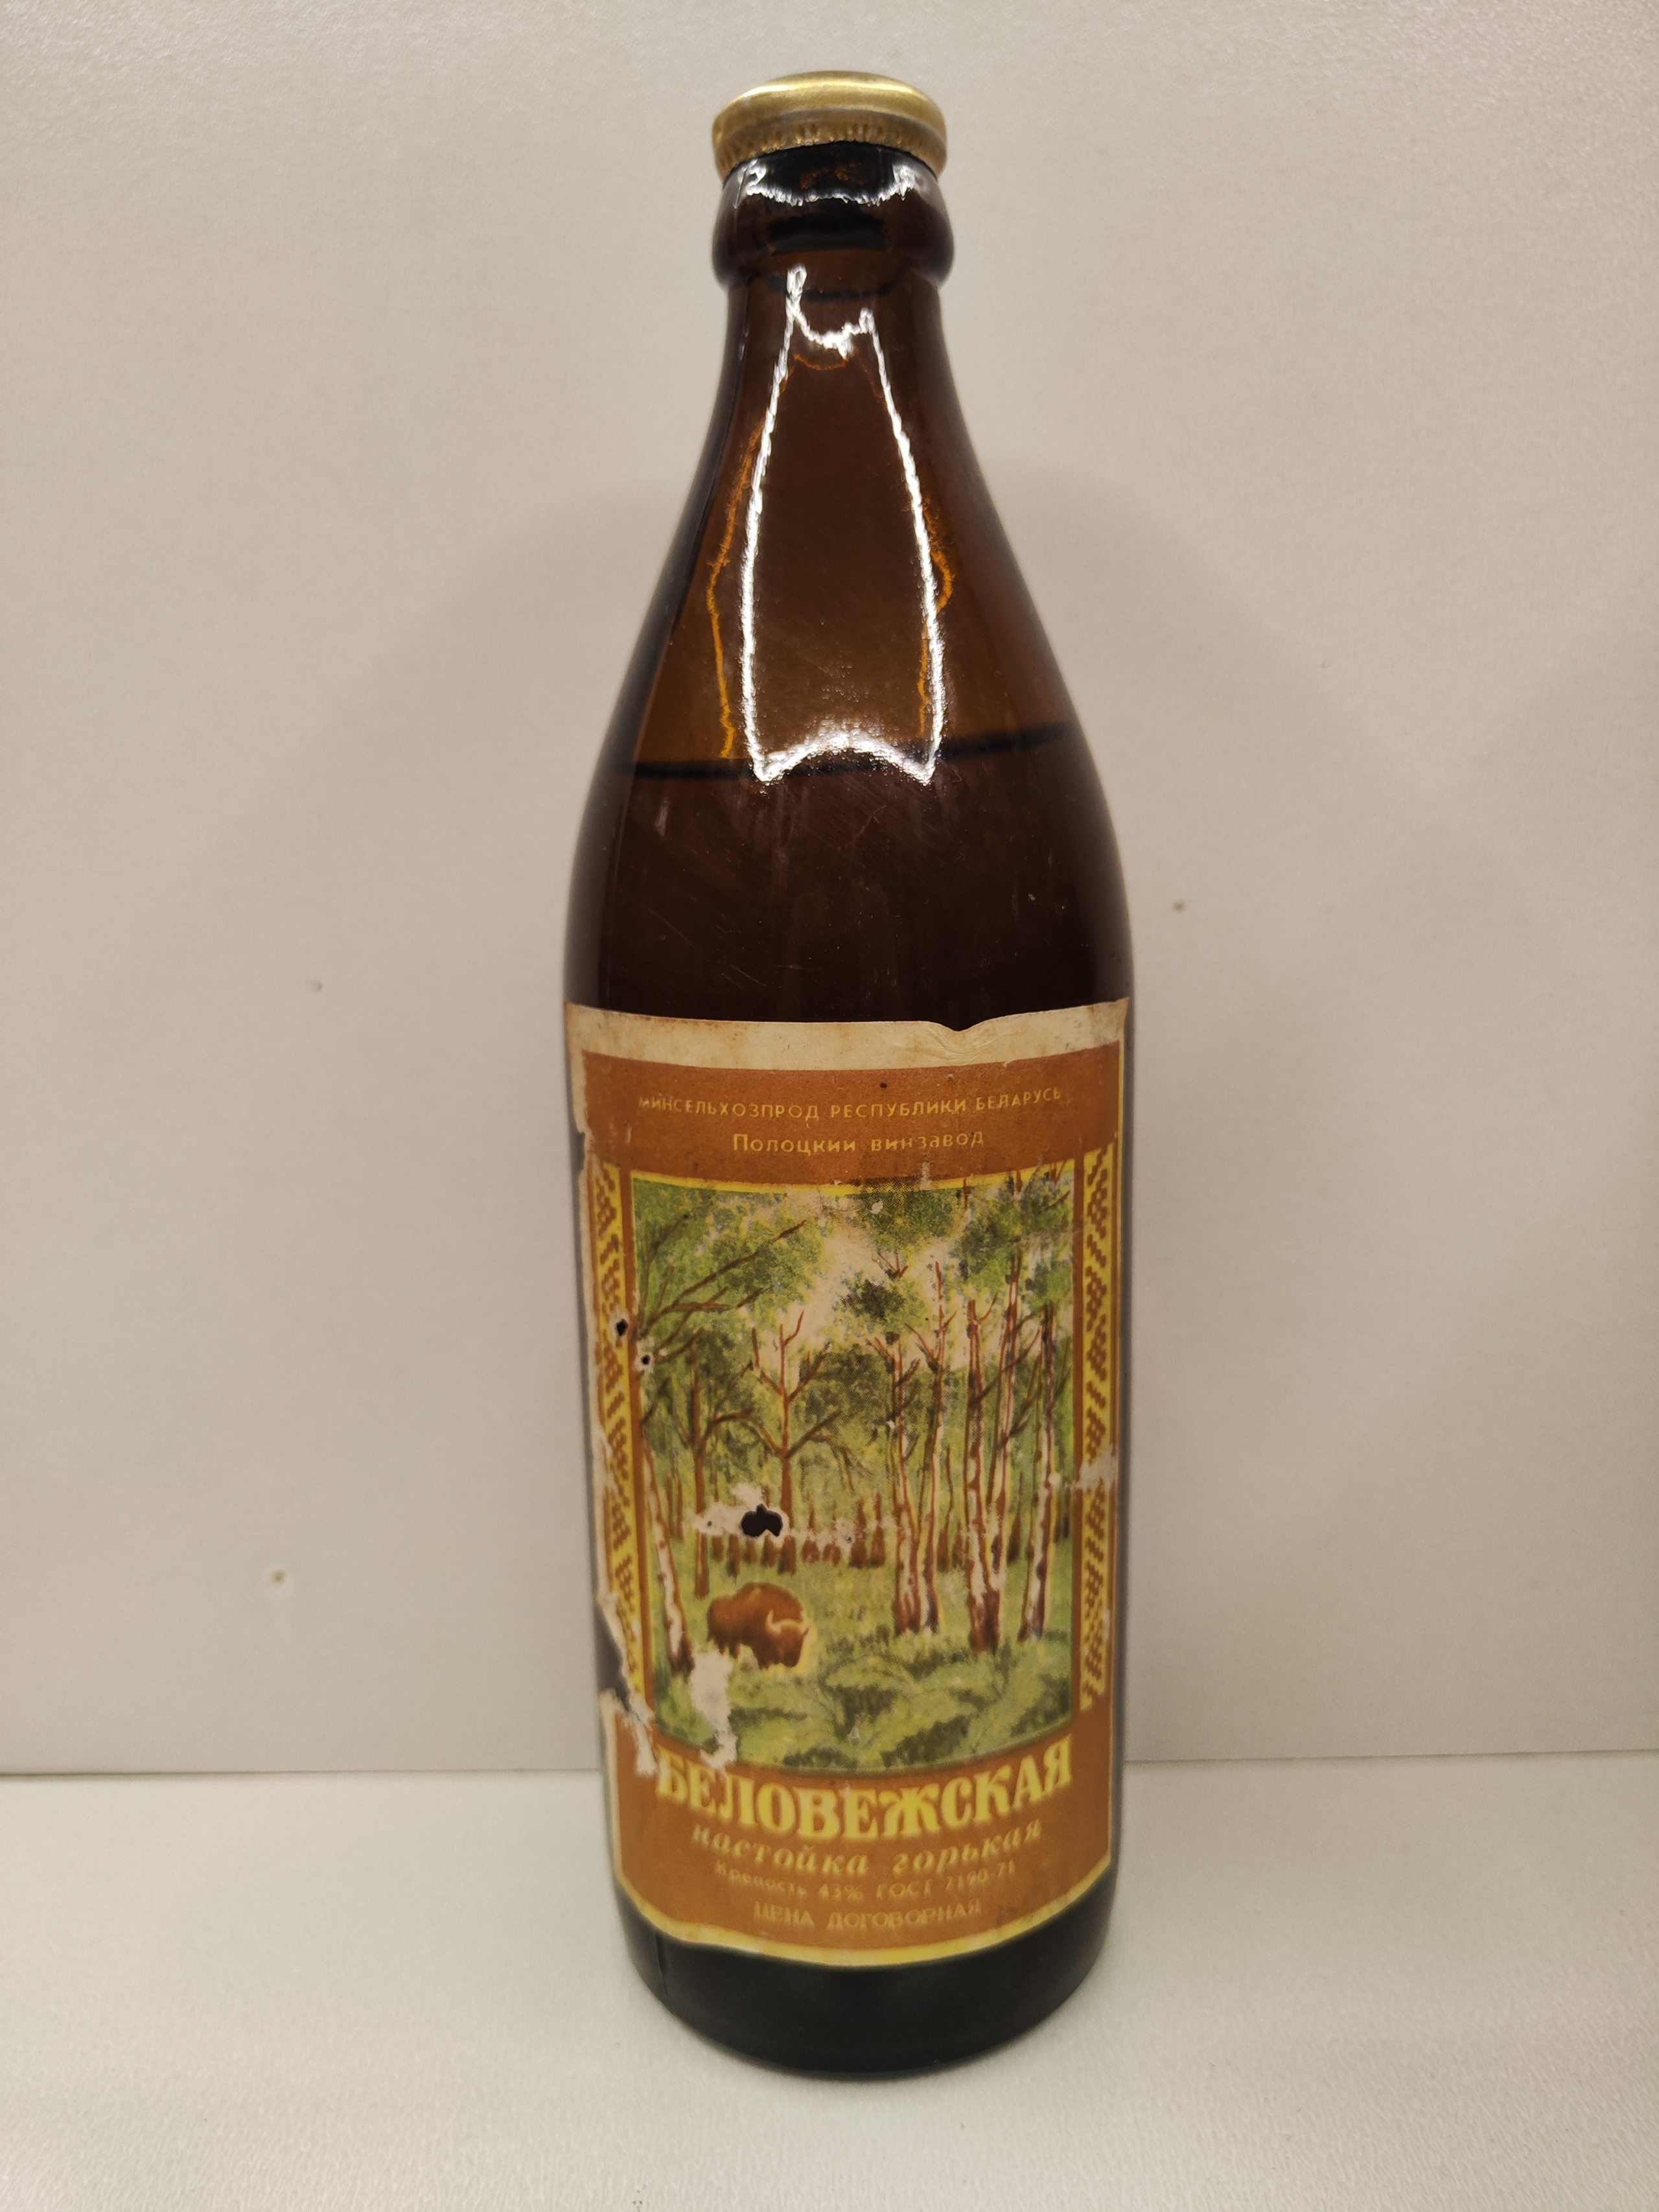 МИНСЕЛЬХОЗПРОД РЕСПУБЛИКИ БЕЛАРУСЬ
Полоцкий винзавод
БЕЛОВЕЖСКАЯ
настойка горькая
Крепость 43% ГОСТ 7190-71
ЦЕНА ДОГОВОРНАЯ